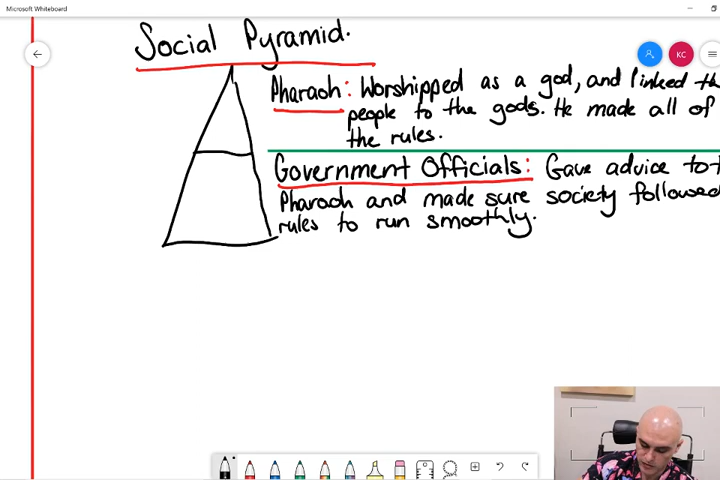 Microsoft Whiteboard
KC
Social Pyramid.
Pharaoh: Worshipped as a god, and linked
people to the gods. He made all of
the rules.
Government Officials: Gave advice to
Pharaoh and made sure society followed
rules to run smoothly.